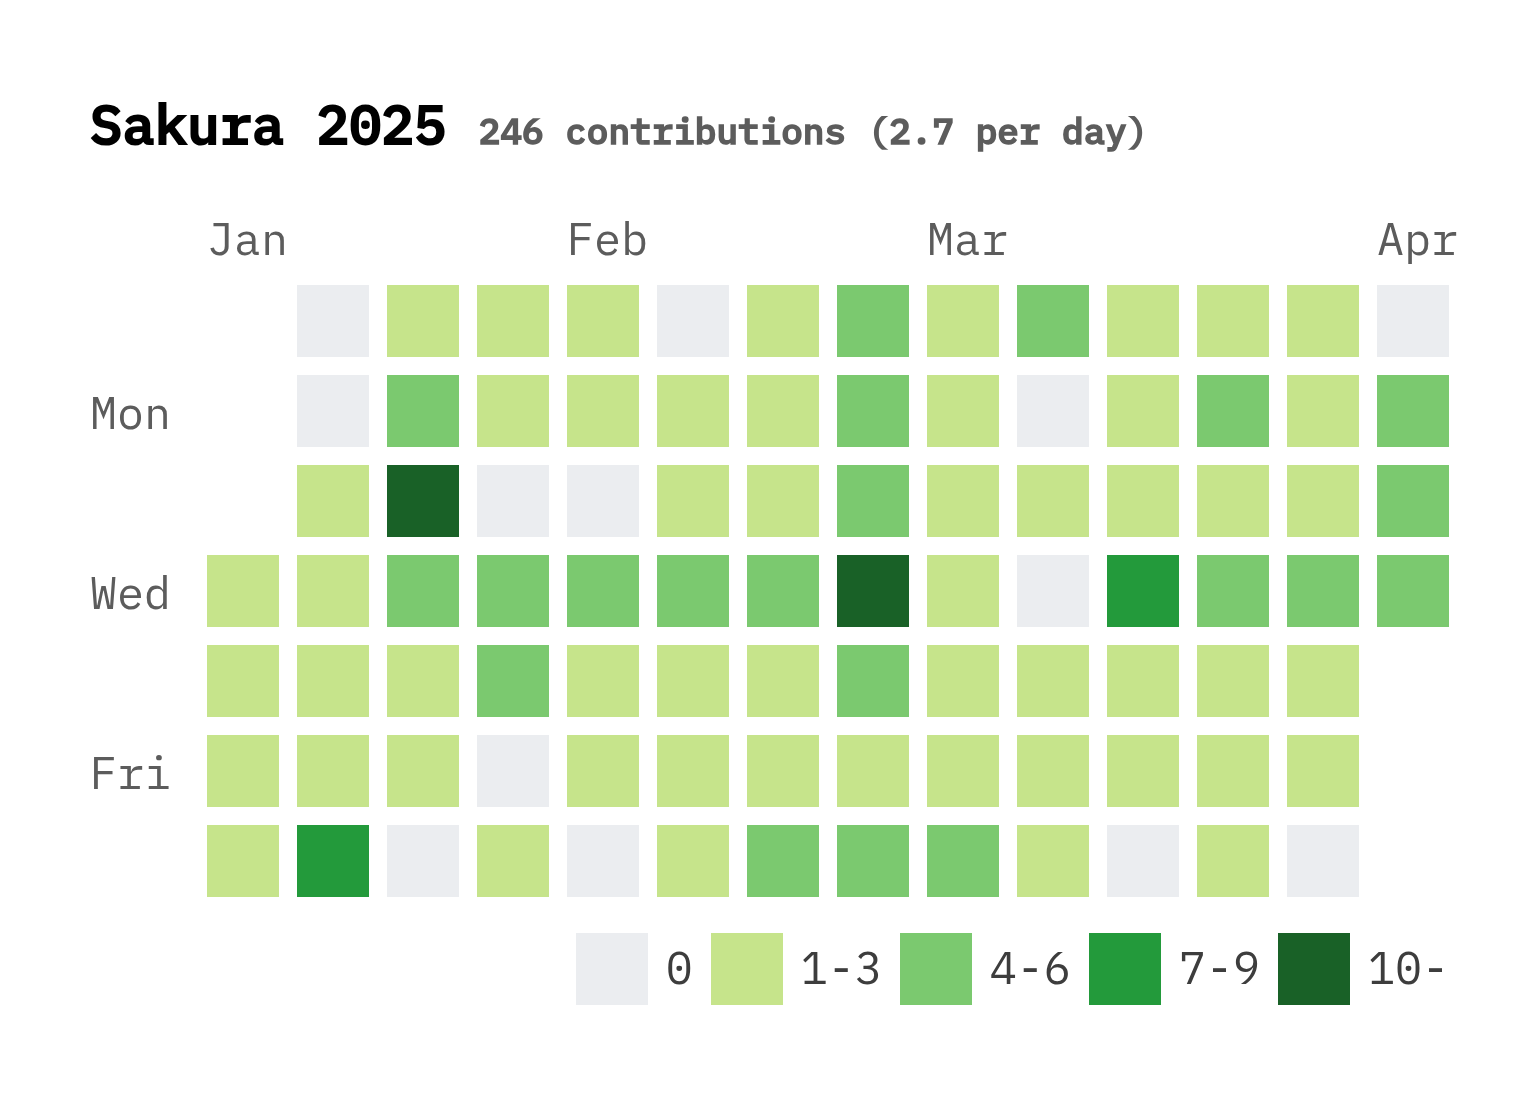 Sakura 2025 246 contributions (2.7 per day)
Jan Feb Mar Apr
Mon
Wed
Fri
0 1-3 4-6 7-9 10-